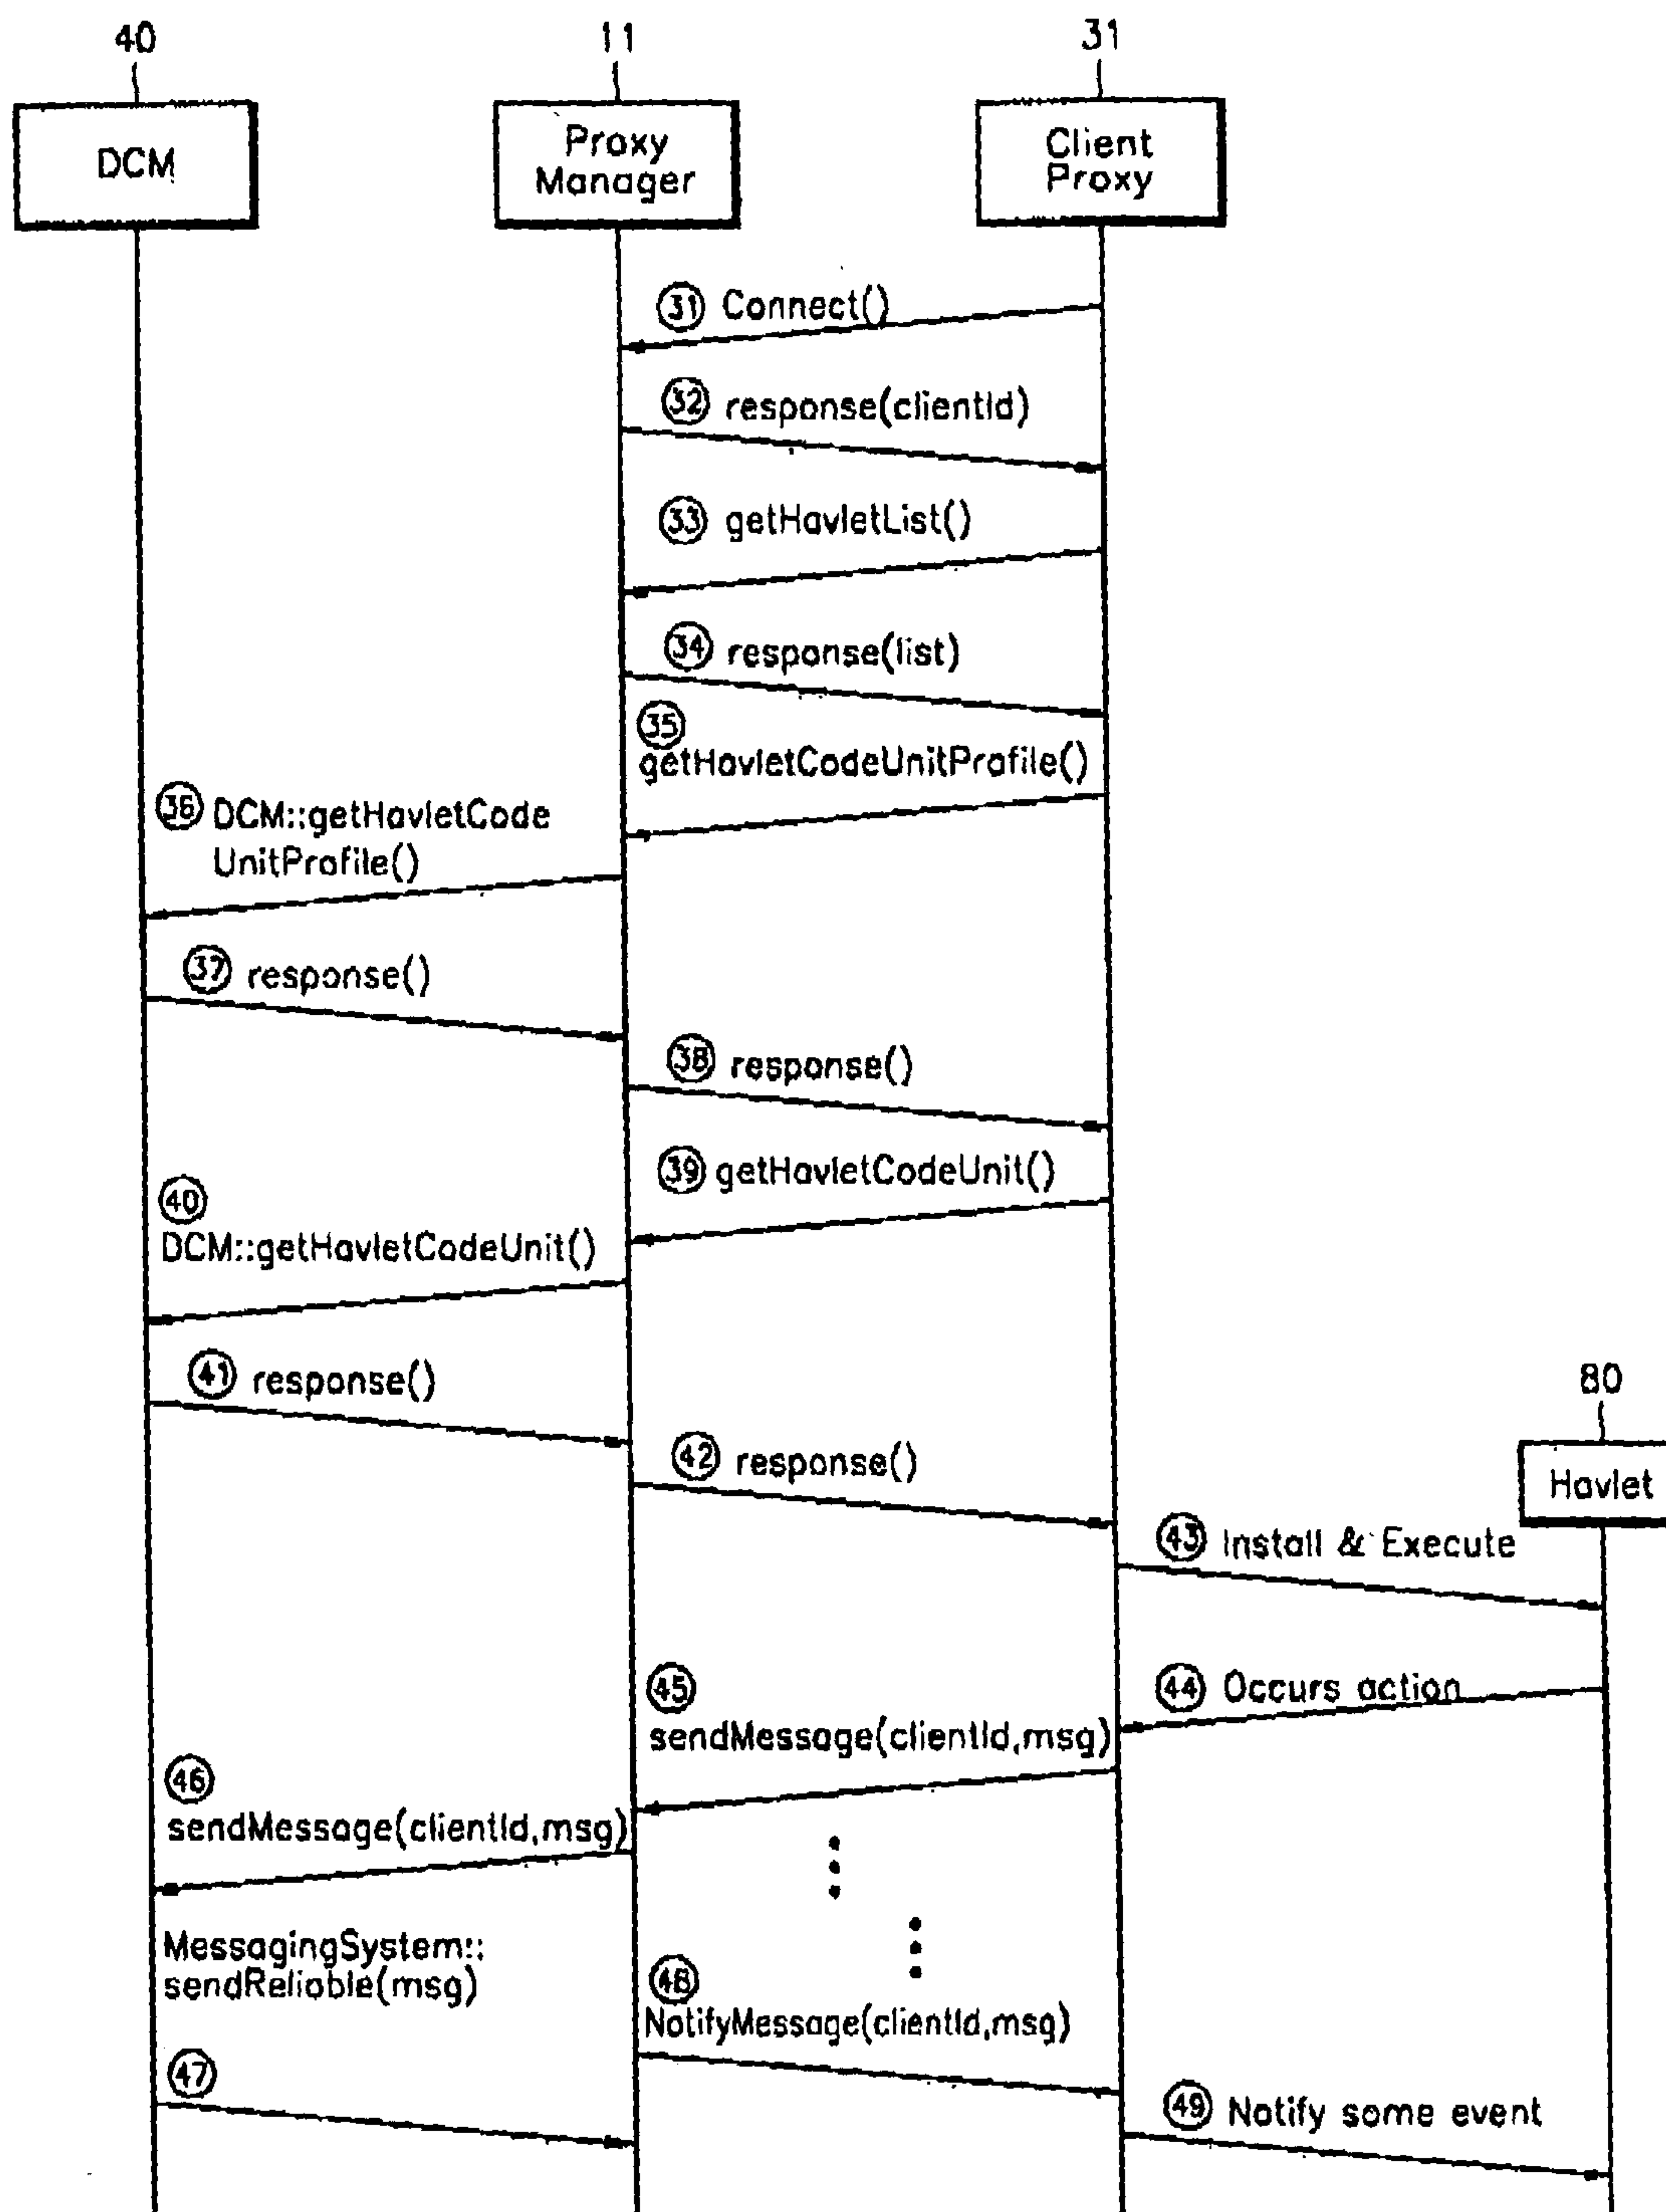 40
11
31
DCM
Proxy
Manager
Client
Proxy
31 Connect()
32 response(clientId)
33 getHavletList()
34 response(list)
35
getHavletCodeUnitProfile()
36 DCM::getHavletCode
UnitProfile()
37 response()
38 response()
39 getHavletCodeUnit()
40
DCM::getHavletCodeUnit()
41 response()
80
42 response()
Havlet
43 Install & Execute
44 Occurs action
45
sendMessage(clientId,msg)
46
sendMessage(clientId,msg)
MessagingSystem::
sendReliable(msg)
48
NotifyMessage(clientId,msg)
47
49 Notify some event